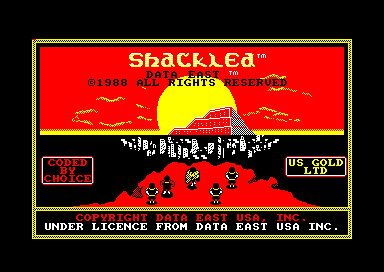 Shackled™
DATA EAST ™
©1988 ALL RIGHTS RESERVED
CODED
BY
CHOICE
US GOLD
LTD
COPYRIGHT DATA EAST USA, INC.
UNDER LICENCE FROM DATA EAST USA INC.